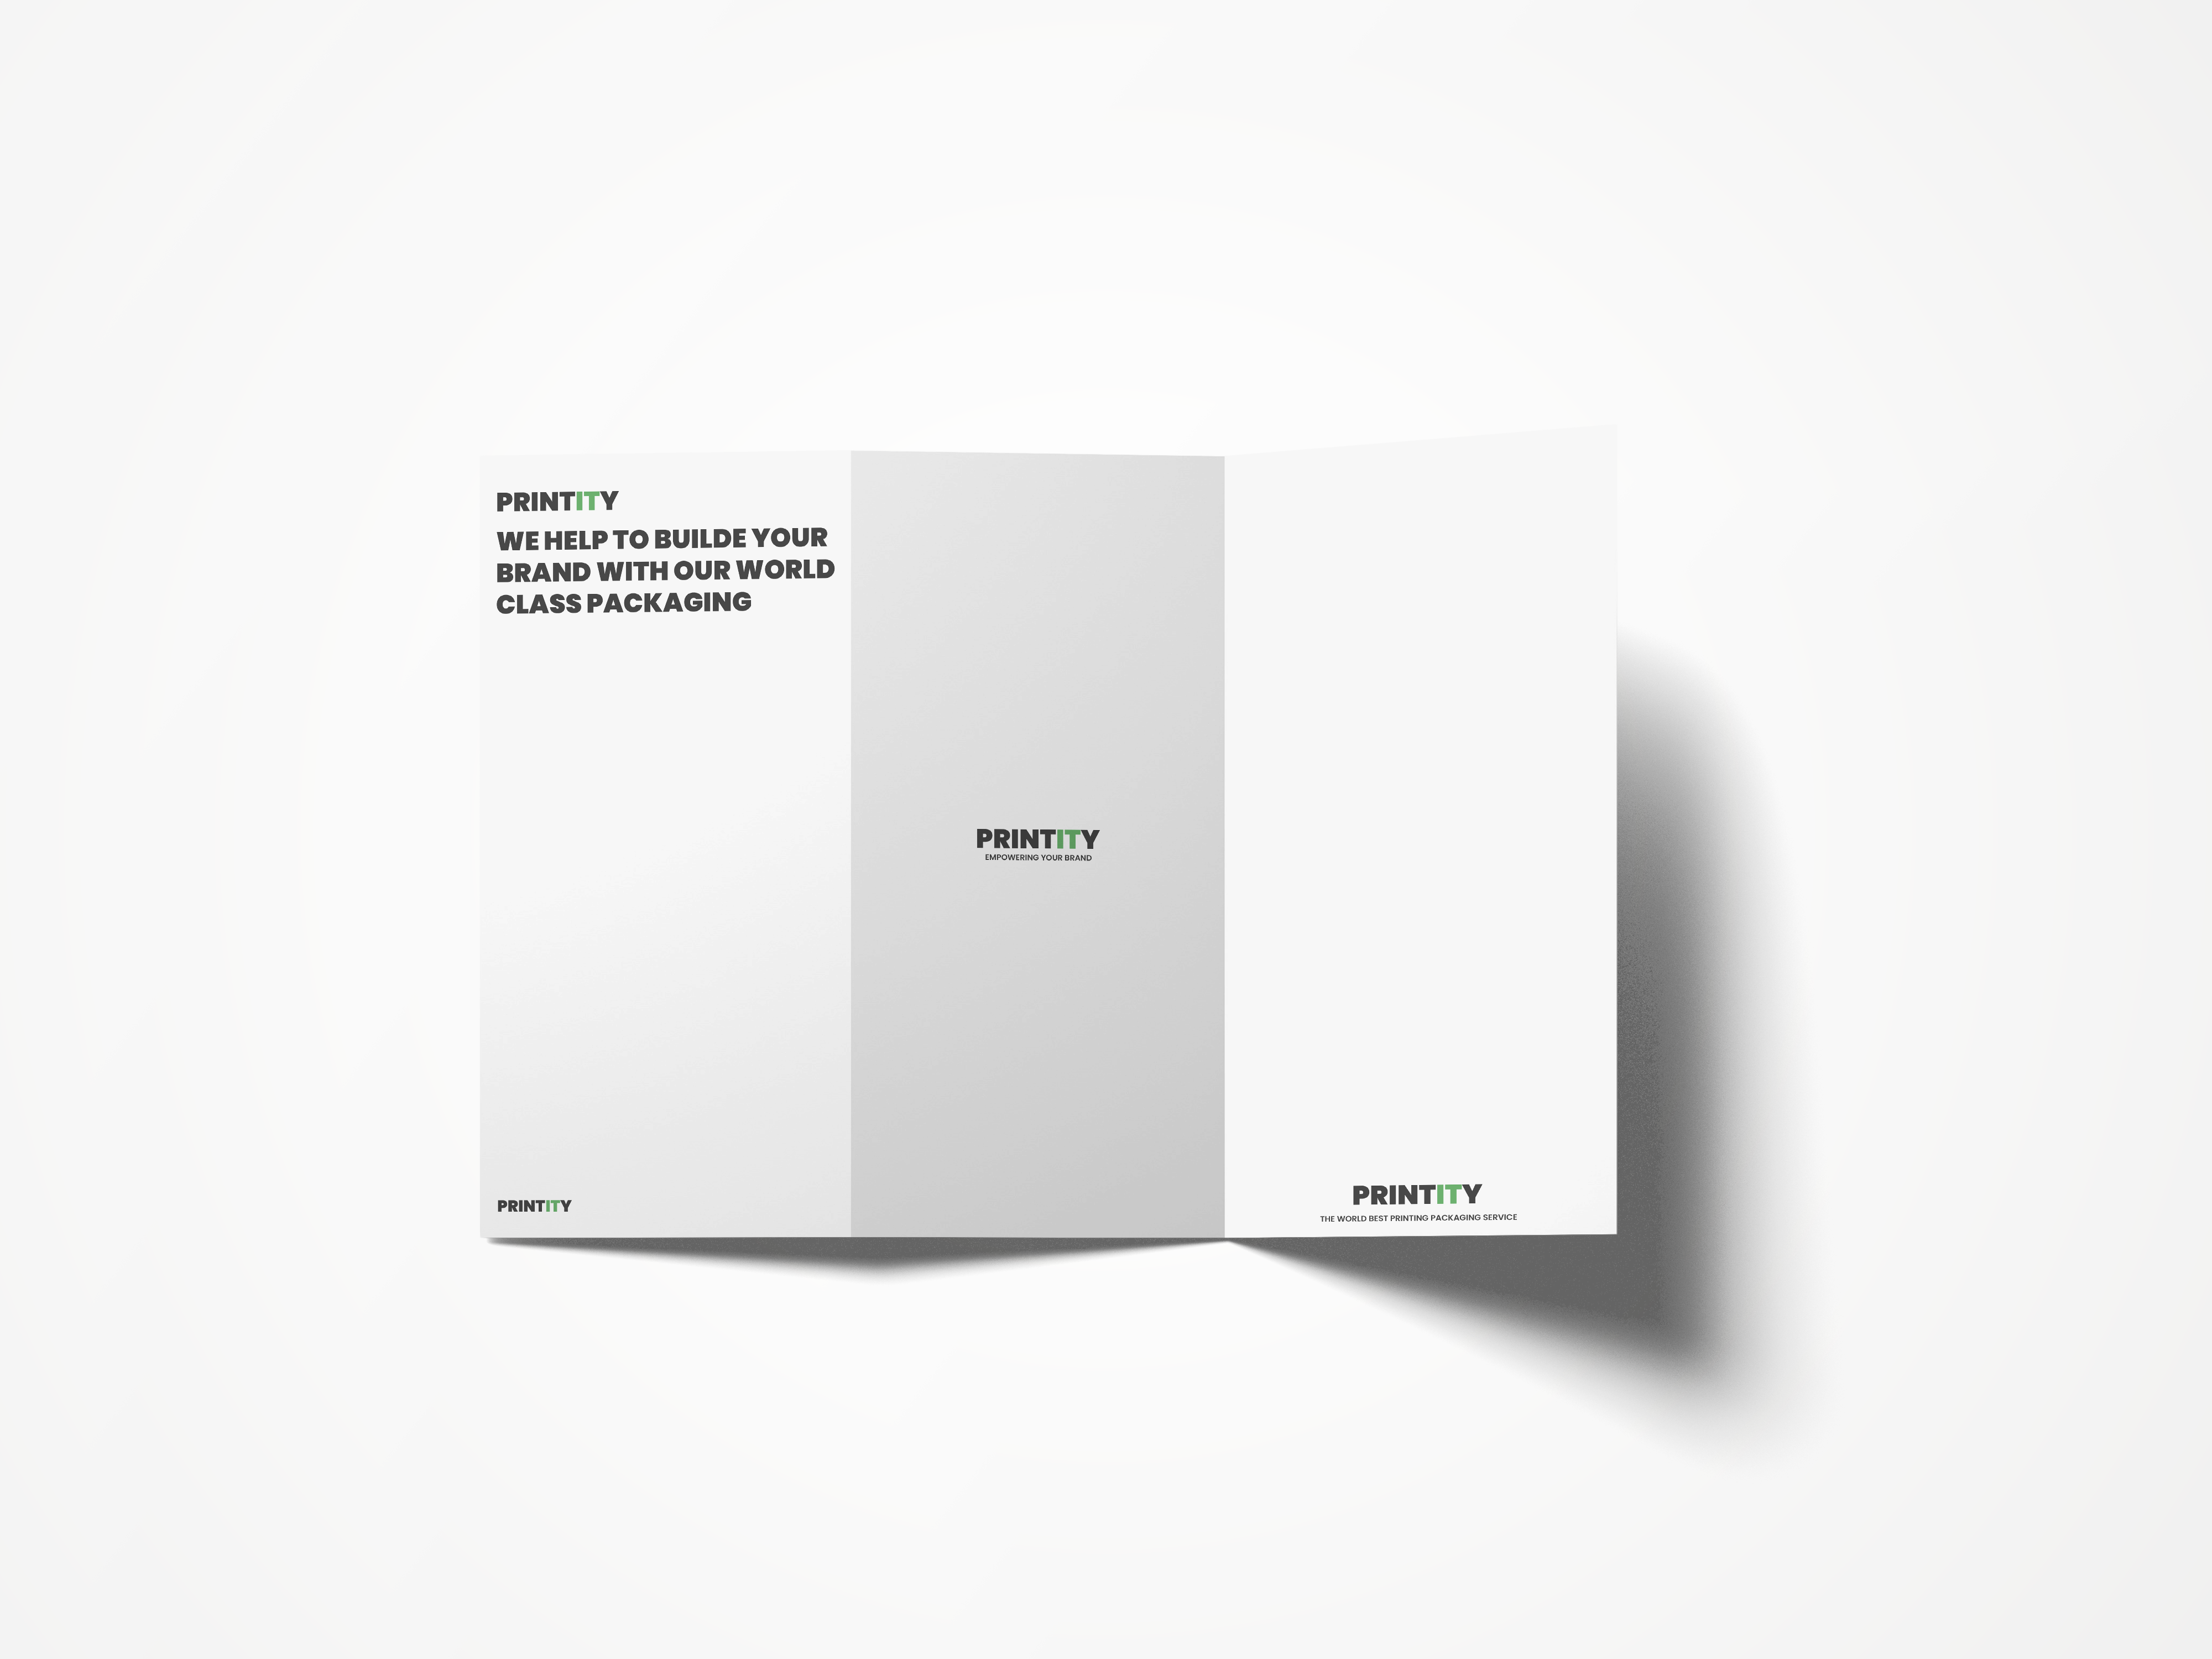 PRINTITY
WE HELP TO BUILDE YOUR
BRAND WITH OUR WORLD
CLASS PACKAGING
PRINTITY
PRINTITY
EMPOWERING YOUR BRAND
PRINTITY
THE WORLD BEST PRINTING PACKAGING SERVICE